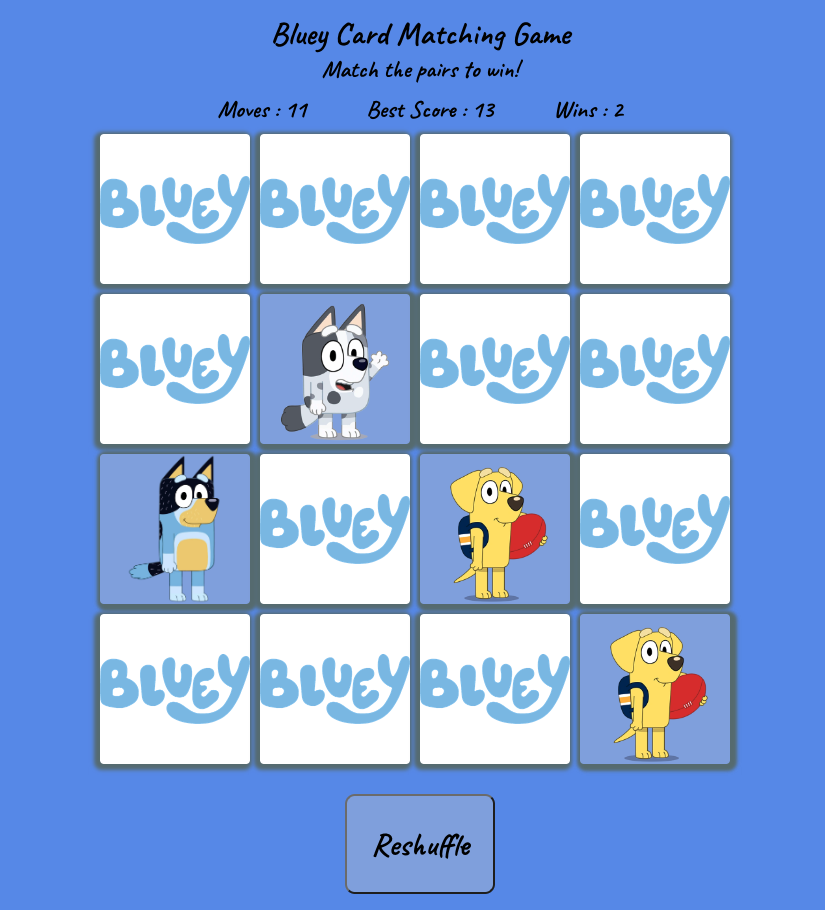 Bluey Card Matching Game
Match the pairs to win!
Moves : 11 Best Score : 13 Wins : 2
BLUEY BLUEY BLUEY BLUEY
BLUEY BLUEY BLUEY
BLUEY BLUEY
BLUEY BLUEY BLUEY
Reshuffle